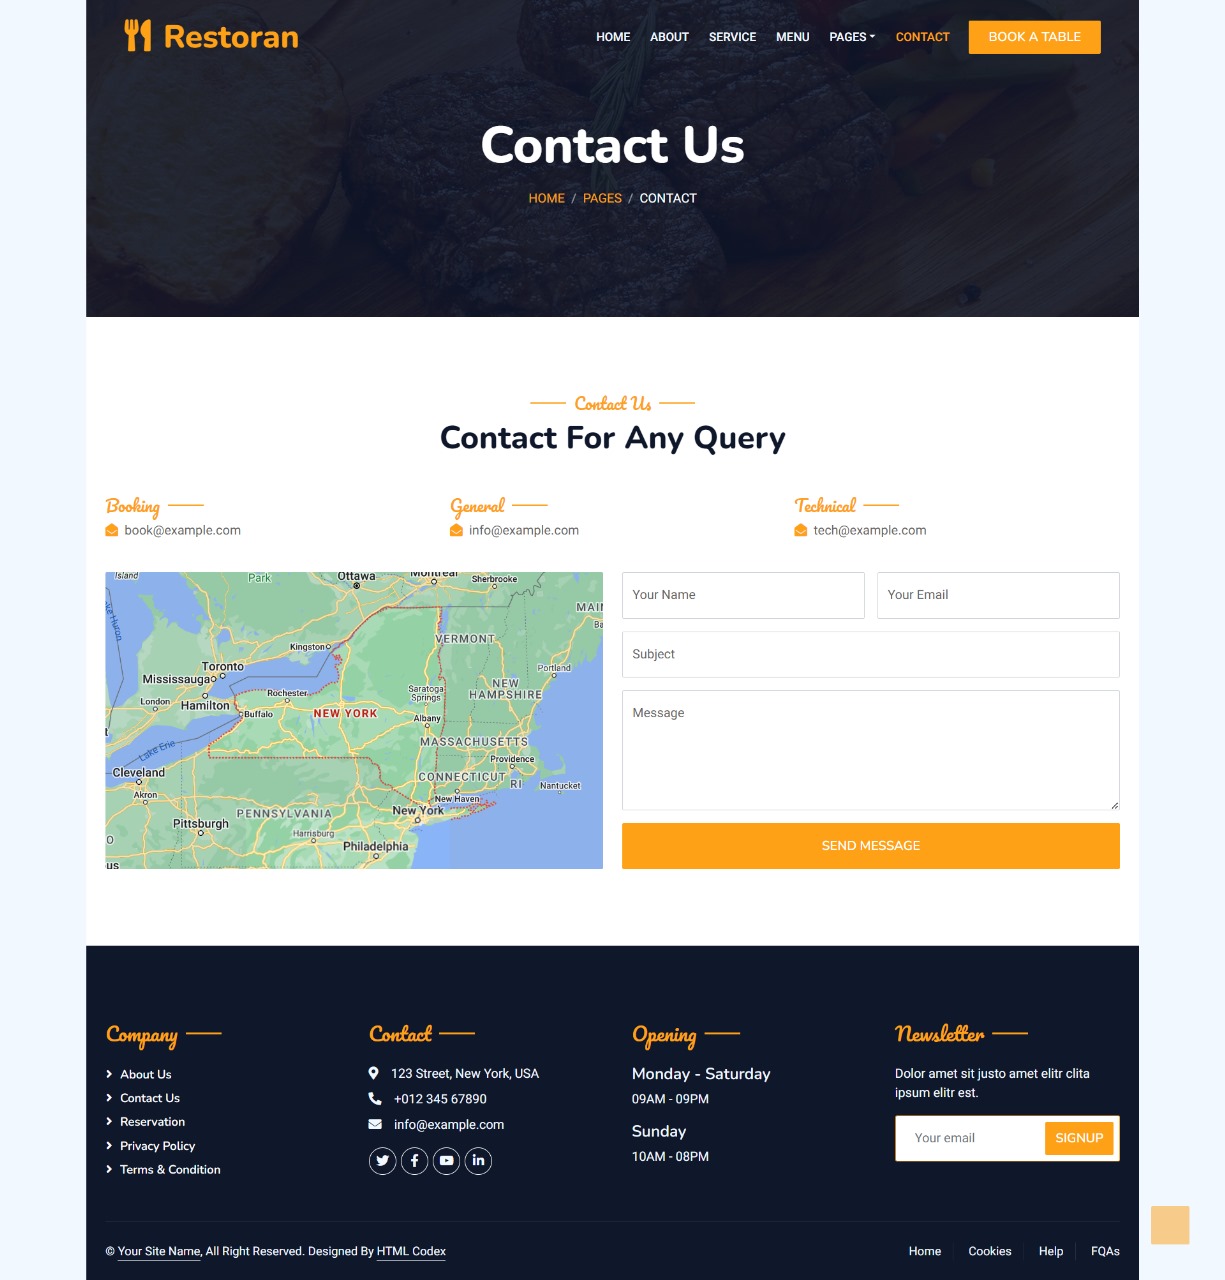 Restoran
HOME ABOUT SERVICE MENU PAGES CONTACT BOOK A TABLE
Contact Us
HOME / PAGES / CONTACT
Contact Us
Contact For Any Query
Booking
book@example.com
General
info@example.com
Technical
tech@example.com
Island
Park
Ottawa
Montreal
Sherbrooke
Kingston
VERMONT
Toronto
Mississauga
London
Hamilton
Rochester
Buffalo
NEW YORK
Saratoga
Springs
Albany
NEW
HAMPSHIRE
Portland
MASSACHUSETTS
Providence
Lake Erie
Cleveland
Akron
CONNECTICUT
RI
Nantucket
New Haven
New York
PENNSYLVANIA
Pittsburgh
Harrisburg
Philadelphia
Your Name
Your Email
Subject
Message
SEND MESSAGE
Company
About Us
Contact Us
Reservation
Privacy Policy
Terms & Condition
Contact
123 Street, New York, USA
+012 345 67890
info@example.com
Opening
Monday - Saturday
09AM - 09PM
Sunday
10AM - 08PM
Newsletter
Dolor amet sit justo amet elitr clita
ipsum elitr est.
Your email SIGNUP
© Your Site Name, All Right Reserved. Designed By HTML Codex
Home Cookies Help FQAs